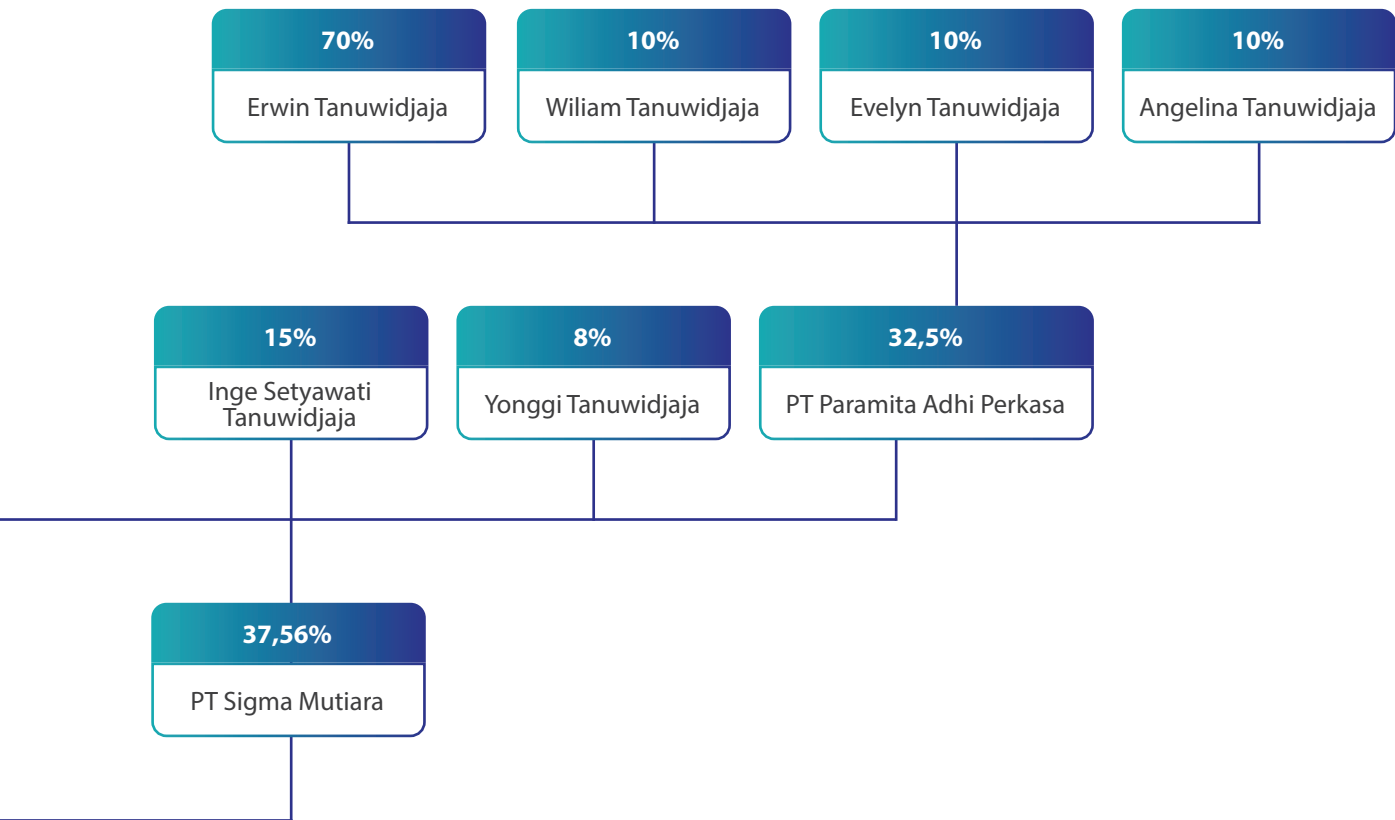 70%
Erwin Tanuwidjaja
10%
Wiliam Tanuwidjaja
10%
Evelyn Tanuwidjaja
10%
Angelina Tanuwidjaja
15%
Inge Setyawati
Tanuwidjaja
8%
Yonggi Tanuwidjaja
32,5%
PT Paramita Adhi Perkasa
37,56%
PT Sigma Mutiara